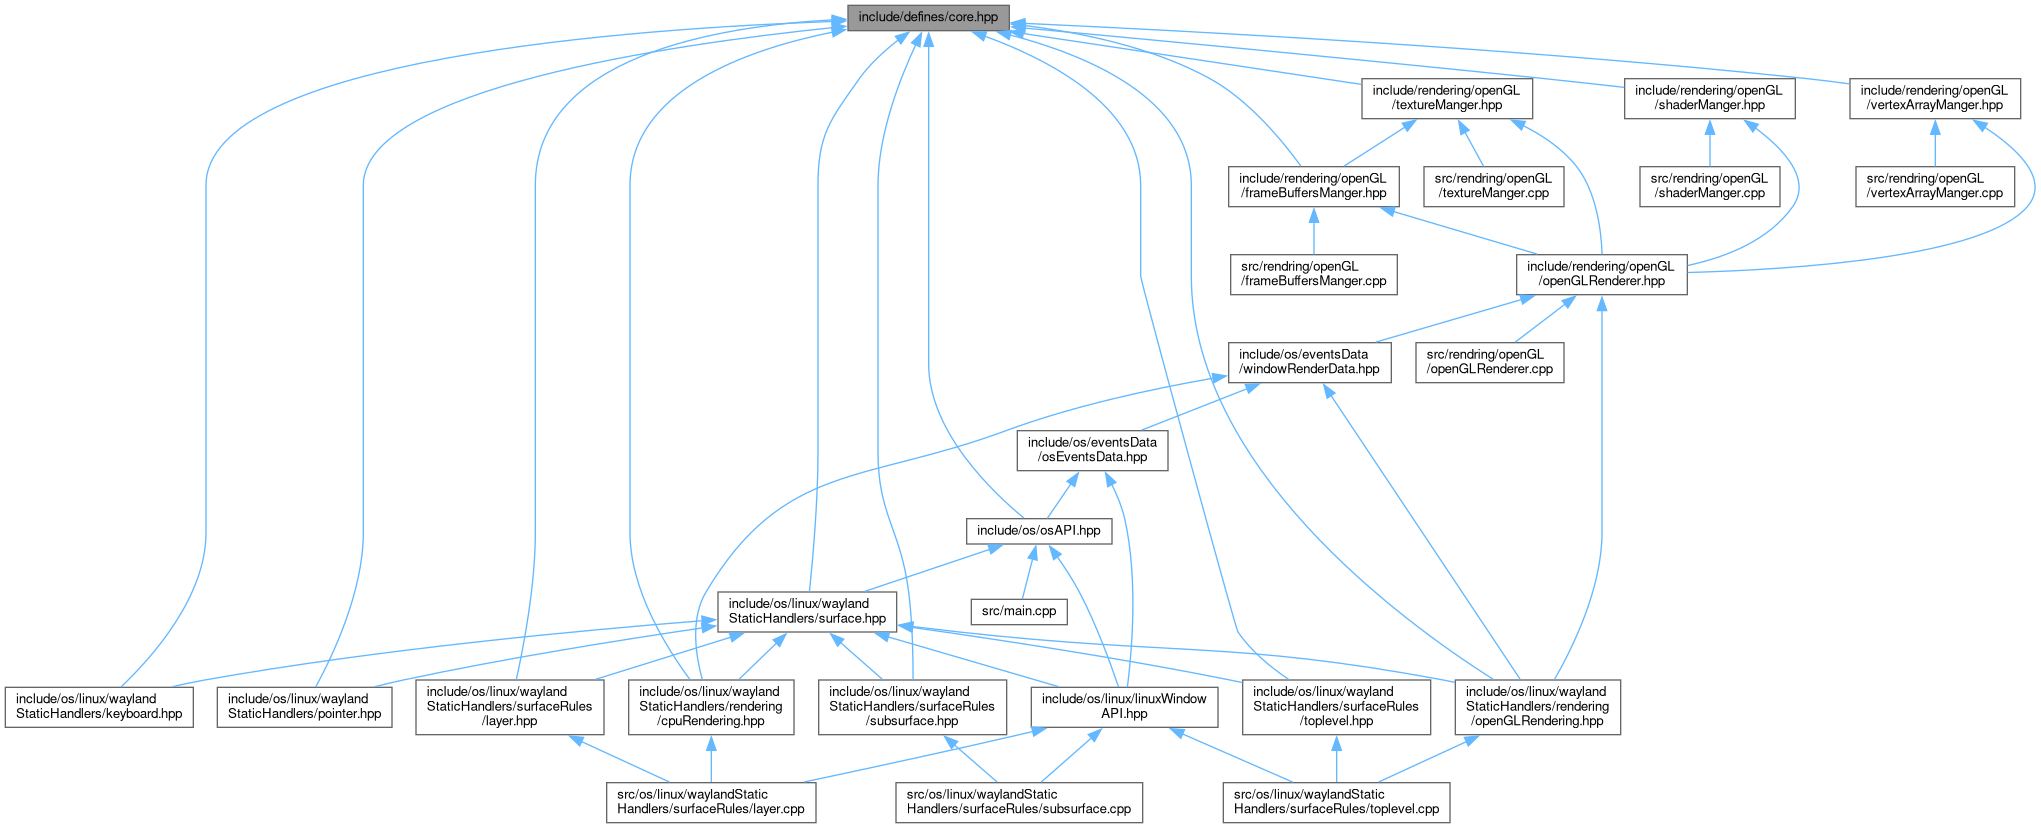 include/defines/core.hpp
include/rendering/openGL
/textureManger.hpp
include/rendering/openGL
/shaderManger.hpp
include/rendering/openGL
/vertexArrayManger.hpp
include/rendering/openGL
/frameBuffersManger.hpp
src/rendring/openGL
/textureManger.cpp
src/rendring/openGL
/shaderManger.cpp
src/rendring/openGL
/vertexArrayManger.cpp
src/rendring/openGL
/frameBuffersManger.cpp
include/rendering/openGL
/openGLRenderer.hpp
include/os/eventsData
/windowRenderData.hpp
src/rendring/openGL
/openGLRenderer.cpp
include/os/eventsData
/osEventsData.hpp
include/os/osAPI.hpp
include/os/linux/wayland
StaticHandlers/surface.hpp
src/main.cpp
include/os/linux/wayland
StaticHandlers/keyboard.hpp
include/os/linux/wayland
StaticHandlers/pointer.hpp
include/os/linux/wayland
StaticHandlers/surfaceRules
/layer.hpp
include/os/linux/wayland
StaticHandlers/rendering
/cpuRendering.hpp
include/os/linux/wayland
StaticHandlers/surfaceRules
/subsurface.hpp
include/os/linux/linuxWindow
API.hpp
include/os/linux/wayland
StaticHandlers/surfaceRules
/toplevel.hpp
include/os/linux/wayland
StaticHandlers/rendering
/openGLRendering.hpp
src/os/linux/waylandStatic
Handlers/surfaceRules/layer.cpp
src/os/linux/waylandStatic
Handlers/surfaceRules/subsurface.cpp
src/os/linux/waylandStatic
Handlers/surfaceRules/toplevel.cpp